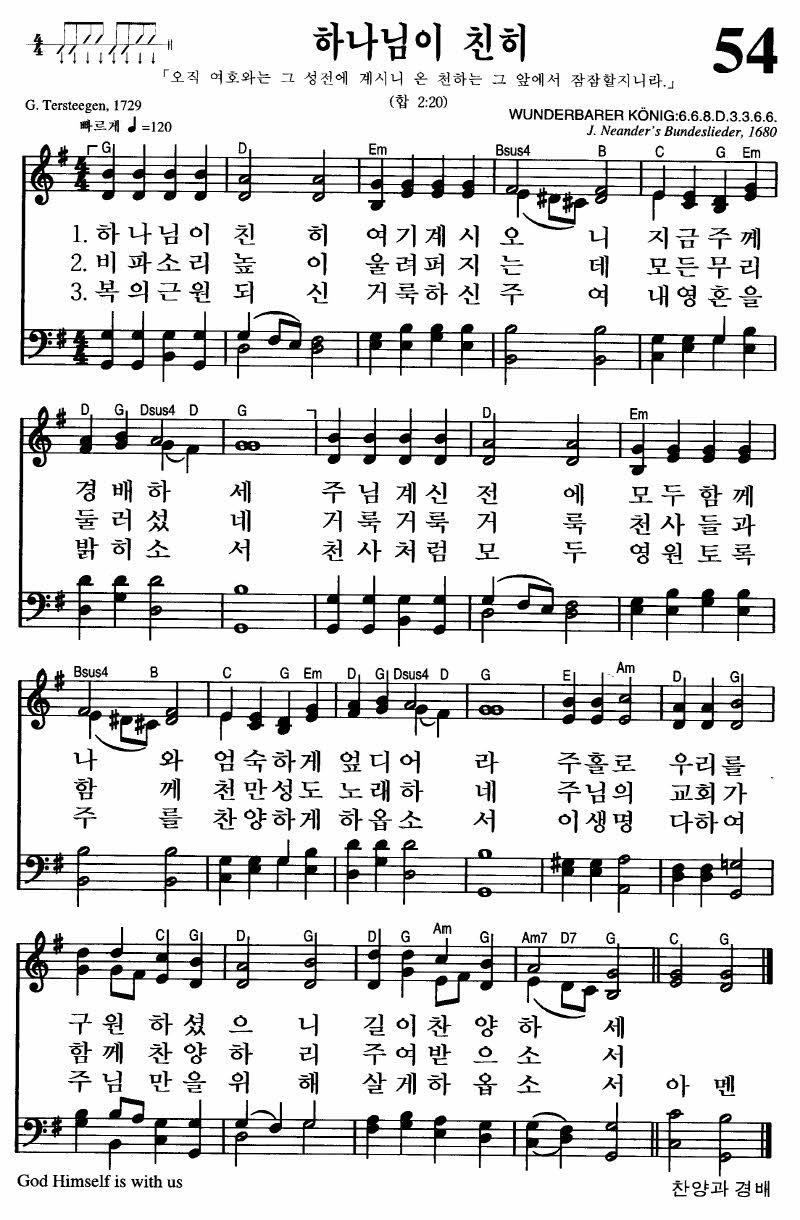 하나님이 친히
54
「오직 여호와는 그 성전에 계시니 온 천하는 그 앞에서 잠잠할지니라.」
(합 2:20)
G. Tersteegen, 1729
WUNDERBARER KÖNIG:6.6.8.D.3.3.6.6.
빠르게 ♩=120
J. Neander's Bundeslieder, 1680
G D Em Bsus4 B C G Em
1. 하나님이 친 히 여기계시 오 니 지금주께
2. 비파소리 높 이 울려퍼지 는 데 모든무리
3. 복의근원 되 신 거룩하신 주 여 내영혼을
D G Dsus4 D G D Em
경배하 세 주님계신 전 에 모두함께
둘러섰 네 거룩거룩 거 룩 천사들과
밝히소 서 천사처럼 모 두 영원토록
Bsus4 B C G Em D G Dsus4 D G E Am D G
나 와 엄숙하게 엎디어 라 주홀로 우리를
함 께 천만성도 노래하 네 주님의 교회가
주 를 찬양하게 하옵소 서 이생명 다하여
C G D G D G Am G Am7 D7 G C G
구원하셨으 니 길이찬양하 세
함께찬양하 리 주여받으소 서
주님만을위 해 살게하옵소 서 아 멘
God Himself is with us
찬양과 경배